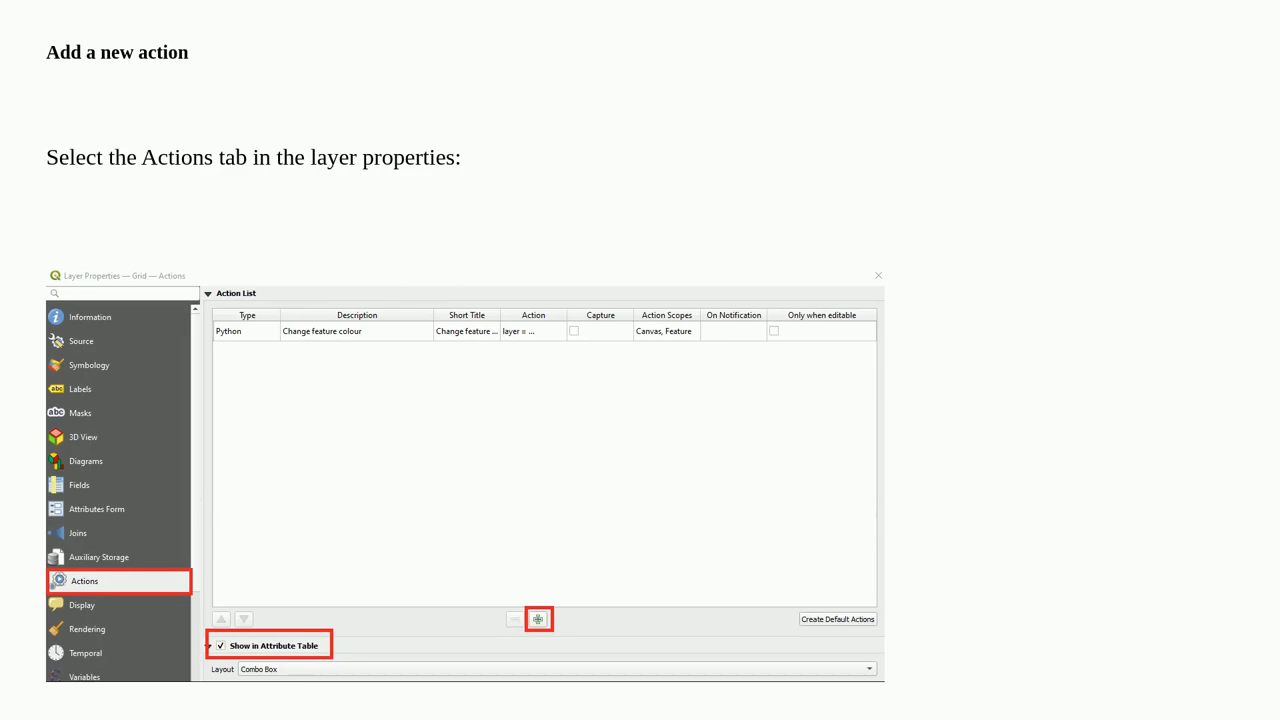 Add a new action
Select the Actions tab in the layer properties:
Layer Properties — Grid — Actions
Action List
Type Description Short Title Action Capture Action Scopes On Notification Only when editable
Python Change feature colour Change feature ... layer = ... Canvas, Feature
Information
Source
Symbology
abc Labels
abc Masks
3D View
Diagrams
Fields
Attributes Form
Joins
Auxiliary Storage
Actions
Display
Rendering
Temporal
Variables
Create Default Actions
Show in Attribute Table
Layout Combo Box